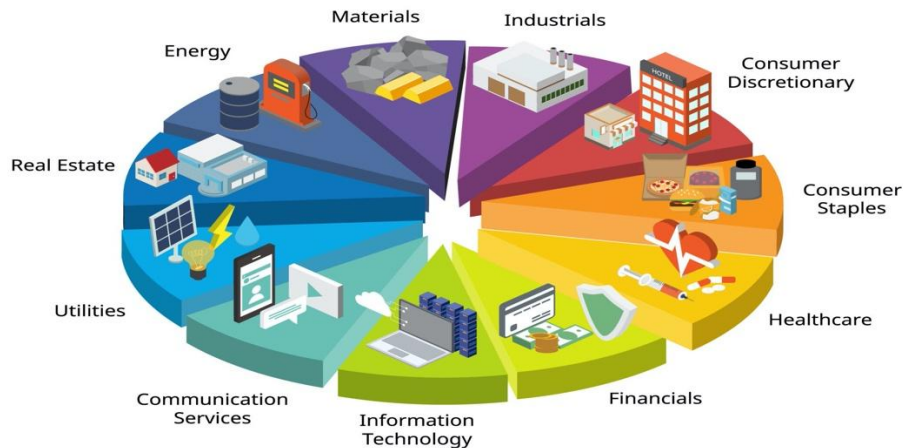 Materials
Industrials
Energy
Consumer
Discretionary
HOTEL
Real Estate
Consumer
Staples
Utilities
Healthcare
Communication
Services
Information
Technology
Financials